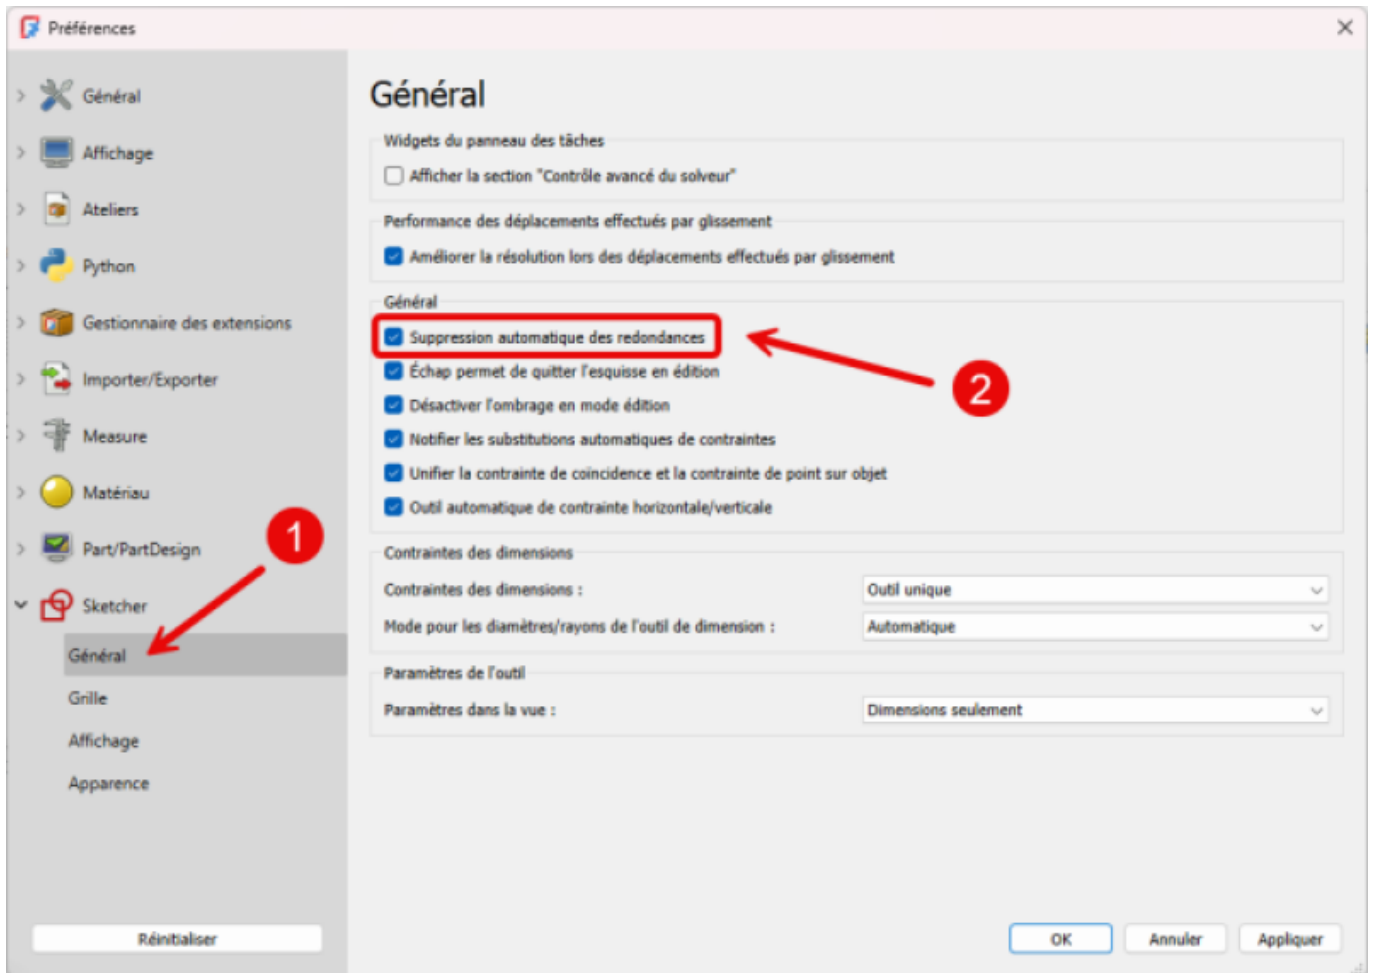 Préférences
Général
Affichage
Ateliers
Python
Gestionnaire des extensions
Importer/Exporter
Measure
Matériau
Part/PartDesign
1
Sketcher
Général
Grille
Affichage
Apparence
Réinitialiser
Général
Widgets du panneau des tâches
Afficher la section "Contrôle avancé du solveur"
Performance des déplacements effectués par glissement
Améliorer la résolution lors des déplacements effectués par glissement
Général
Suppression automatique des redondances
2
Échap permet de quitter l'esquisse en édition
Désactiver l'ombrage en mode édition
Notifier les substitutions automatiques de contraintes
Unifier la contrainte de coïncidence et la contrainte de point sur objet
Outil automatique de contrainte horizontale/verticale
Contraintes des dimensions
Contraintes des dimensions : Outil unique
Mode pour les diamètres/rayons de l'outil de dimension : Automatique
Paramètres de l'outil
Paramètres dans la vue : Dimensions seulement
OK Annuler Appliquer